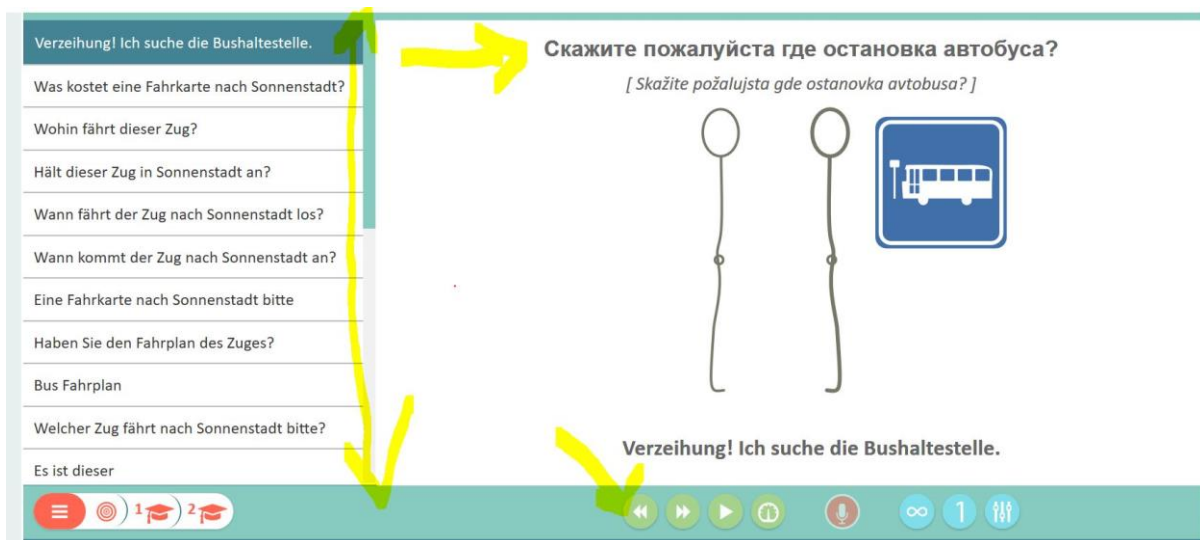 Verzeihung! Ich suche die Bushaltestelle.
Was kostet eine Fahrkarte nach Sonnenstadt?
Wohin fährt dieser Zug?
Hält dieser Zug in Sonnenstadt an?
Wann fährt der Zug nach Sonnenstadt los?
Wann kommt der Zug nach Sonnenstadt an?
Eine Fahrkarte nach Sonnenstadt bitte
Haben Sie den Fahrplan des Zuges?
Bus Fahrplan
Welcher Zug fährt nach Sonnenstadt bitte?
Es ist dieser
Скажите пожалуйста где остановка автобуса?
[ Skažite požalujsta gde ostanovka avtobusa? ]
Verzeihung! Ich suche die Bushaltestelle.
1 2
1